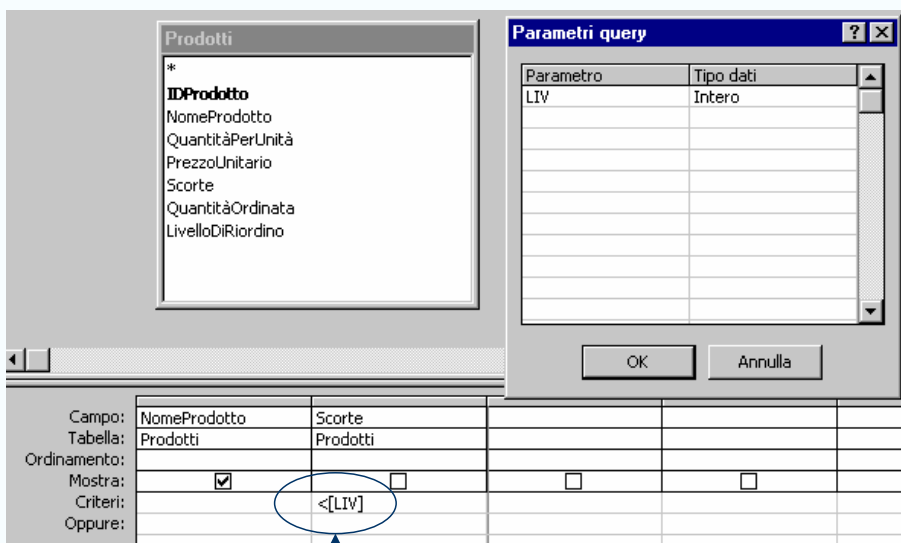 Prodotti
*
IDProdotto
NomeProdotto
QuantitàPerUnità
PrezzoUnitario
Scorte
QuantitàOrdinata
LivelloDiRiordino
Parametri query
Parametro Tipo dati
LIV Intero
OK Annulla
Campo: NomeProdotto Scorte
Tabella: Prodotti Prodotti
Ordinamento:
Mostra:
Criteri: <[LIV]
Oppure: